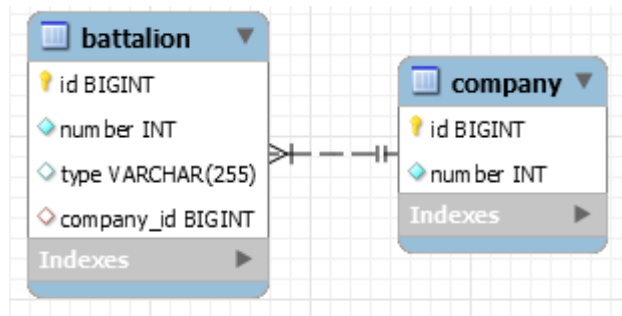 battalion
id BIGINT
number INT
type VARCHAR(255)
company_id BIGINT
Indexes
company
id BIGINT
number INT
Indexes